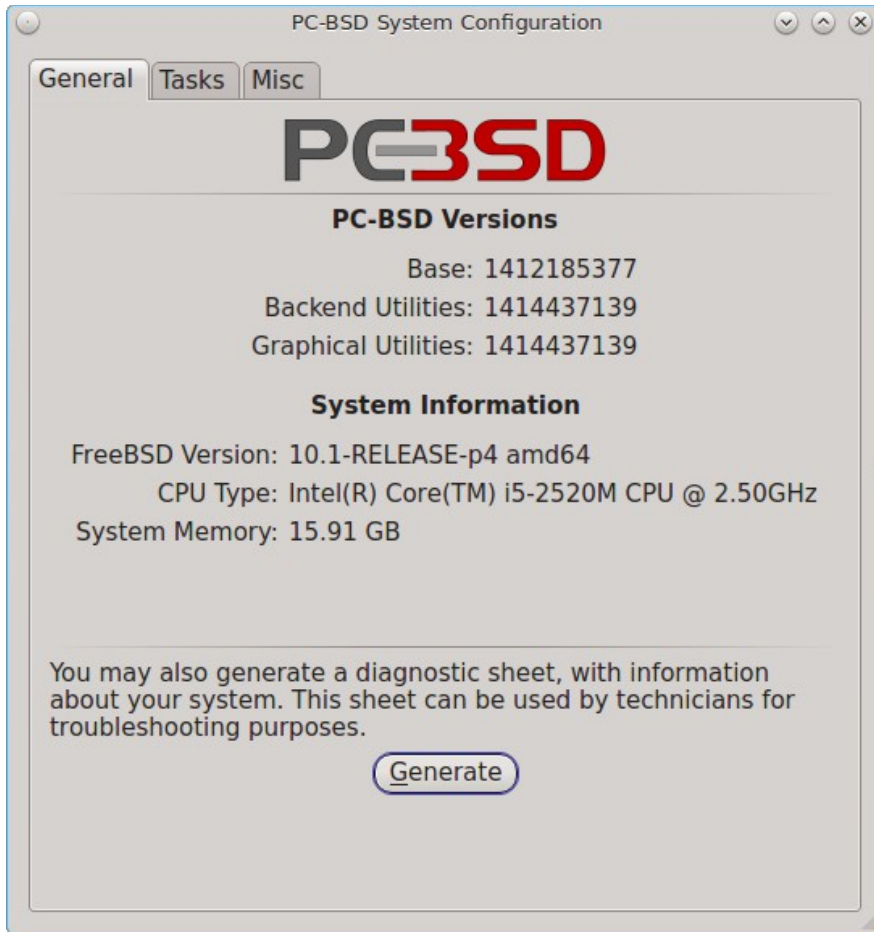 PC-BSD System Configuration
General Tasks Misc
PCBSD
PC-BSD Versions
Base: 1412185377
Backend Utilities: 1414437139
Graphical Utilities: 1414437139
System Information
FreeBSD Version: 10.1-RELEASE-p4 amd64
CPU Type: Intel(R) Core(TM) i5-2520M CPU @ 2.50GHz
System Memory: 15.91 GB
You may also generate a diagnostic sheet, with information
about your system. This sheet can be used by technicians for
troubleshooting purposes.
Generate